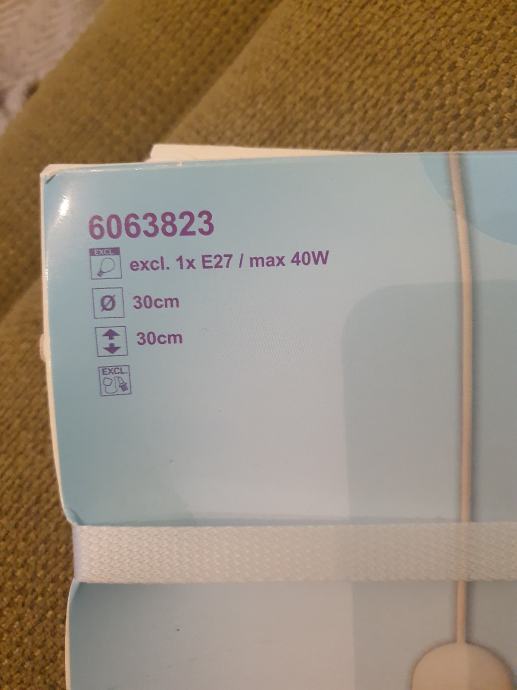 6063823
EXCL.
excl. 1x E27 / max 40W
Ø 30cm
30cm
EXCL.